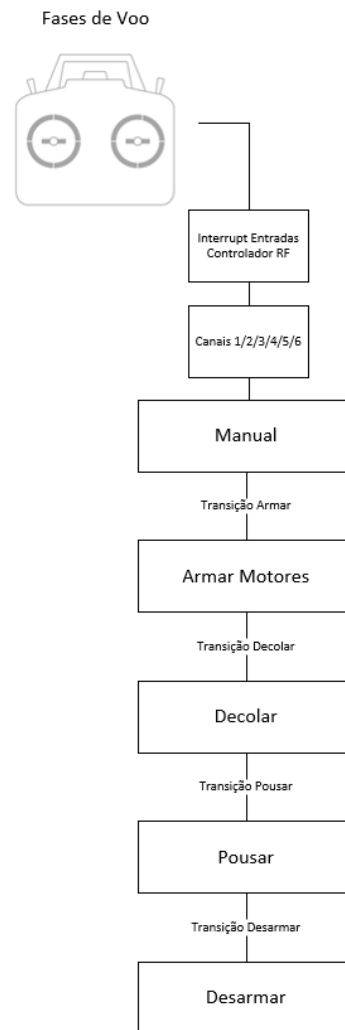 Fases de Voo
Interrupt Entradas
Controlador RF
Canais 1/2/3/4/5/6
Manual
Transição Armar
Armar Motores
Transição Decolar
Decolar
Transição Pousar
Pousar
Transição Desarmar
Desarmar